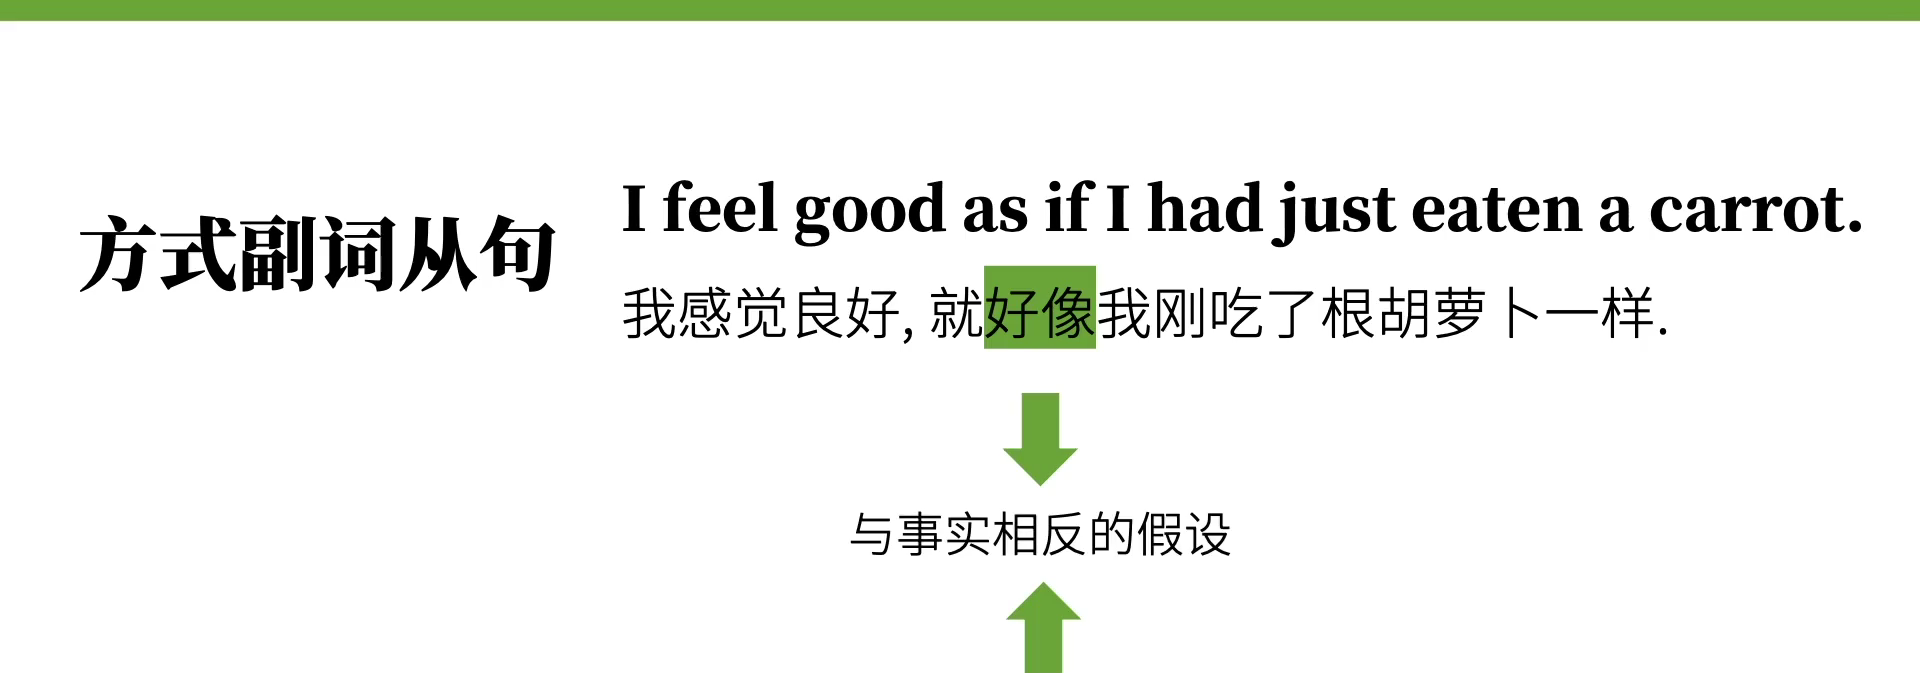 方式副词从句
I feel good as if I had just eaten a carrot.
我感觉良好, 就好像我刚吃了根胡萝卜一样.
与事实相反的假设